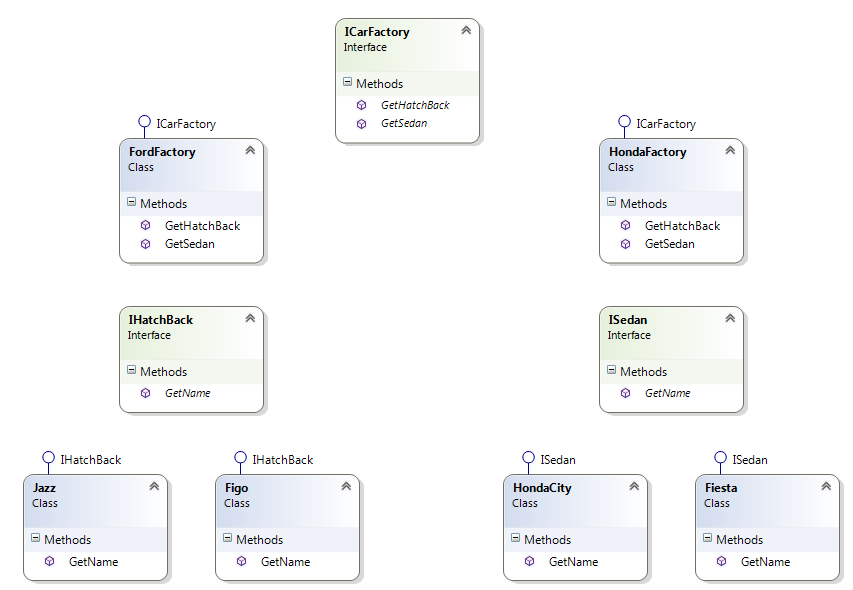 ICarFactory
Interface
Methods
GetHatchBack
GetSedan
ICarFactory
FordFactory
Class
Methods
GetHatchBack
GetSedan
ICarFactory
HondaFactory
Class
Methods
GetHatchBack
GetSedan
IHatchBack
Interface
Methods
GetName
ISedan
Interface
Methods
GetName
IHatchBack
Jazz
Class
Methods
GetName
IHatchBack
Figo
Class
Methods
GetName
ISedan
HondaCity
Class
Methods
GetName
ISedan
Fiesta
Class
Methods
GetName